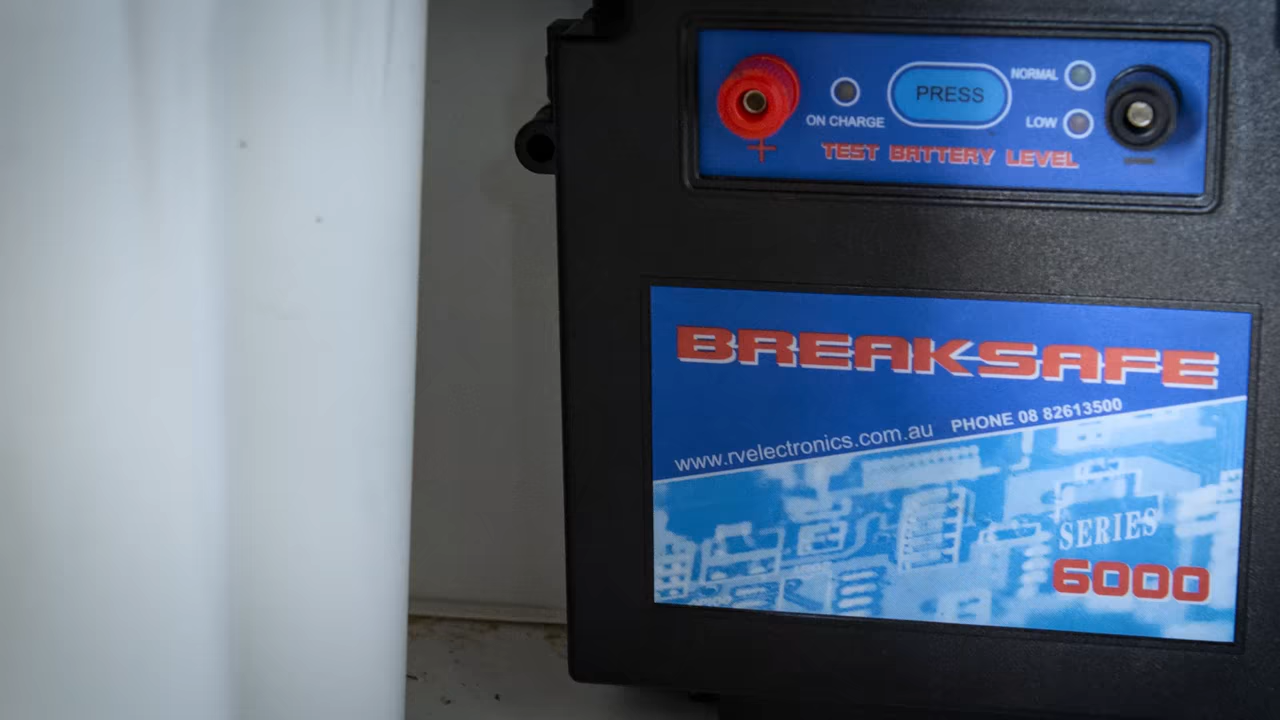 ON CHARGE
PRESS
NORMAL
LOW
+
TEST BATTERY LEVEL
BREAKSAFE
www.rvelectronics.com.au PHONE 08 82613500
SERIES
6000